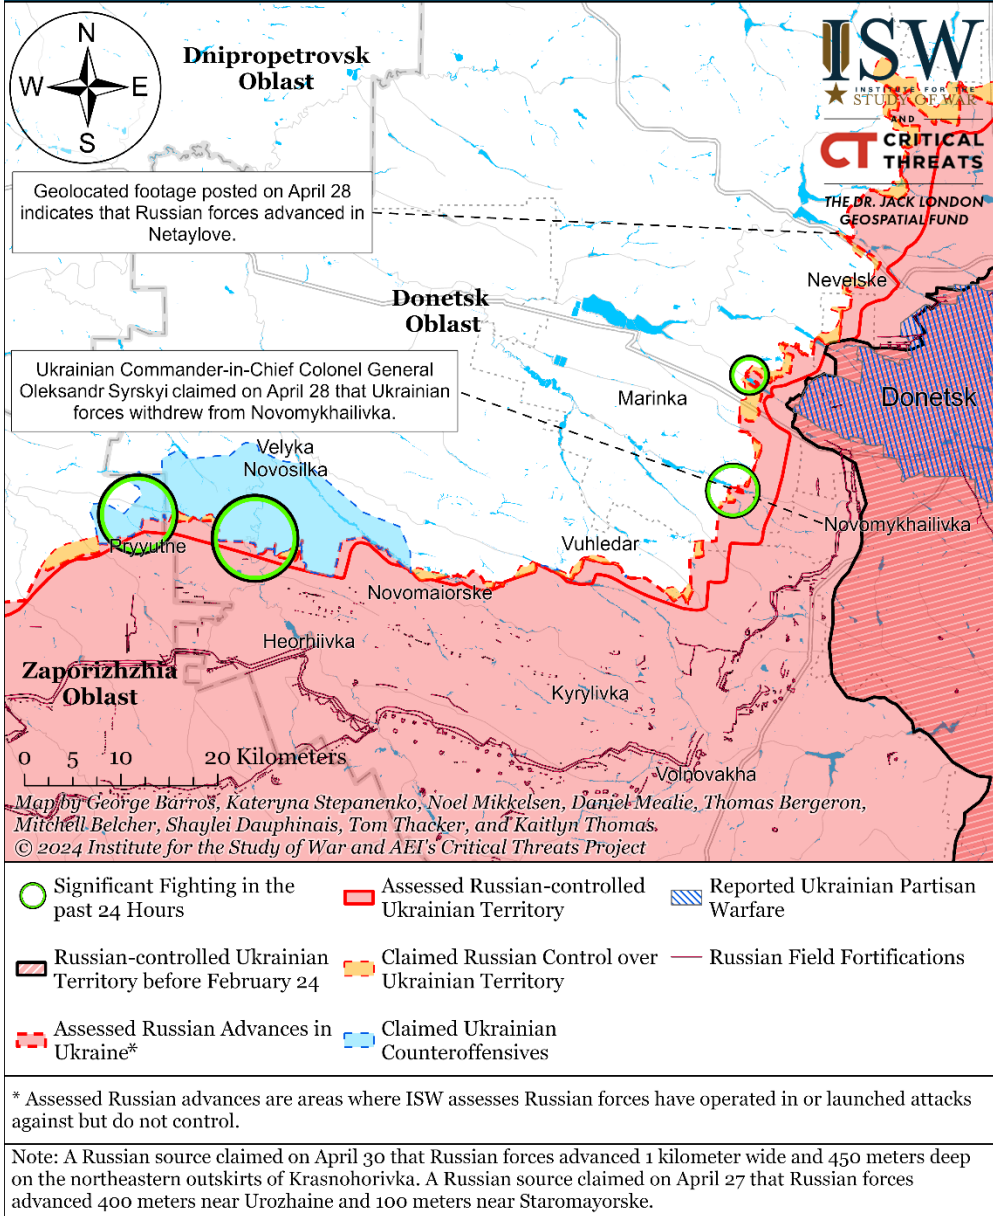 N
W
E
S
Dnipropetrovsk
Oblast
ISW
INSTITUTE FOR THE
STUDY OF WAR
AND
CT CRITICAL
THREATS
THE DR. JACK LONDON
GEOSPATIAL FUND
Geolocated footage posted on April 28
indicates that Russian forces advanced in
Netaylove.
Nevelske
Donetsk
Oblast
Ukrainian Commander-in-Chief Colonel General
Oleksandr Syrskyi claimed on April 28 that Ukrainian
forces withdrew from Novomykhailivka.
Marinka
Donetsk
Velyka
Novosilka
Novomykhailivka
Pryyutne
Vuhledar
Novomaiorske
Heorhiivka
Zaporizhzhia
Oblast
Kyrylivka
Volnovakha
0 5 10 20 Kilometers
Map by George Barros, Kateryna Stepanenko, Noel Mikkelsen, Daniel Mealie, Thomas Bergeron,
Mitchell Belcher, Shaylei Dauphinais, Tom Thacker, and Kaitlyn Thomas.
© 2024 Institute for the Study of War and AEI's Critical Threats Project
Significant Fighting in the
past 24 Hours
Assessed Russian-controlled
Ukrainian Territory
Reported Ukrainian Partisan
Warfare
Russian-controlled Ukrainian
Territory before February 24
Claimed Russian Control over
Ukrainian Territory
Russian Field Fortifications
Assessed Russian Advances in
Ukraine*
Claimed Ukrainian
Counteroffensives
* Assessed Russian advances are areas where ISW assesses Russian forces have operated in or launched attacks
against but do not control.
Note: A Russian source claimed on April 30 that Russian forces advanced 1 kilometer wide and 450 meters deep
on the northeastern outskirts of Krasnohorivka. A Russian source claimed on April 27 that Russian forces
advanced 400 meters near Urozhaine and 100 meters near Staromayorske.